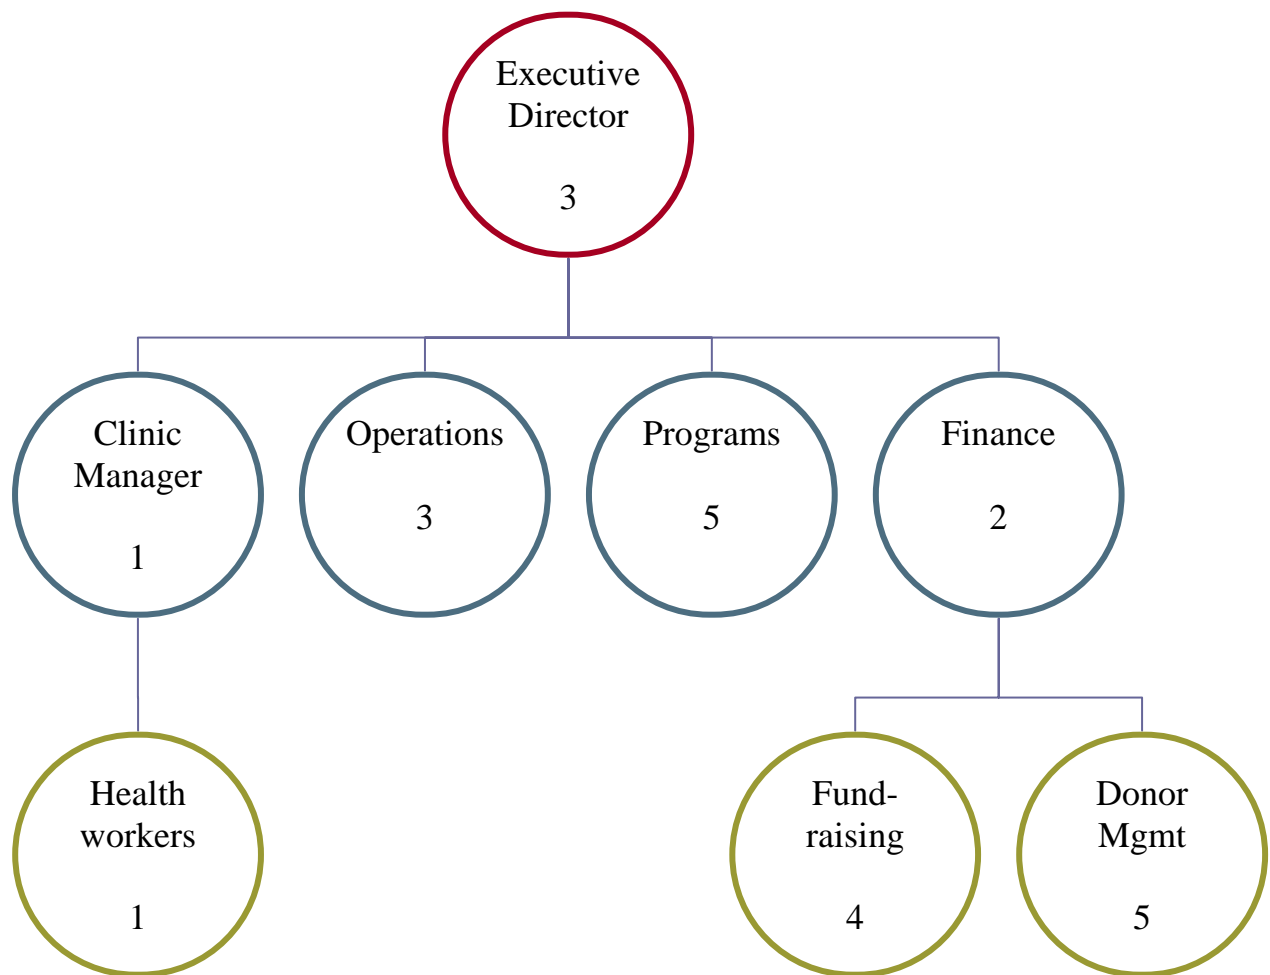 Executive
Director
3
Clinic
Manager
1
Operations
3
Programs
5
Finance
2
Health
workers
1
Fund-
raising
4
Donor
Mgmt
5